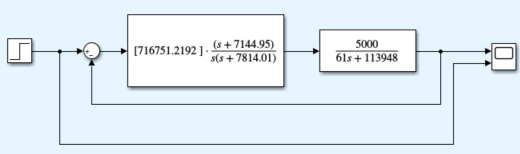 [716751.2192 ] · (s + 7144.95) / s(s + 7814.01)
5000 / 61s + 113948